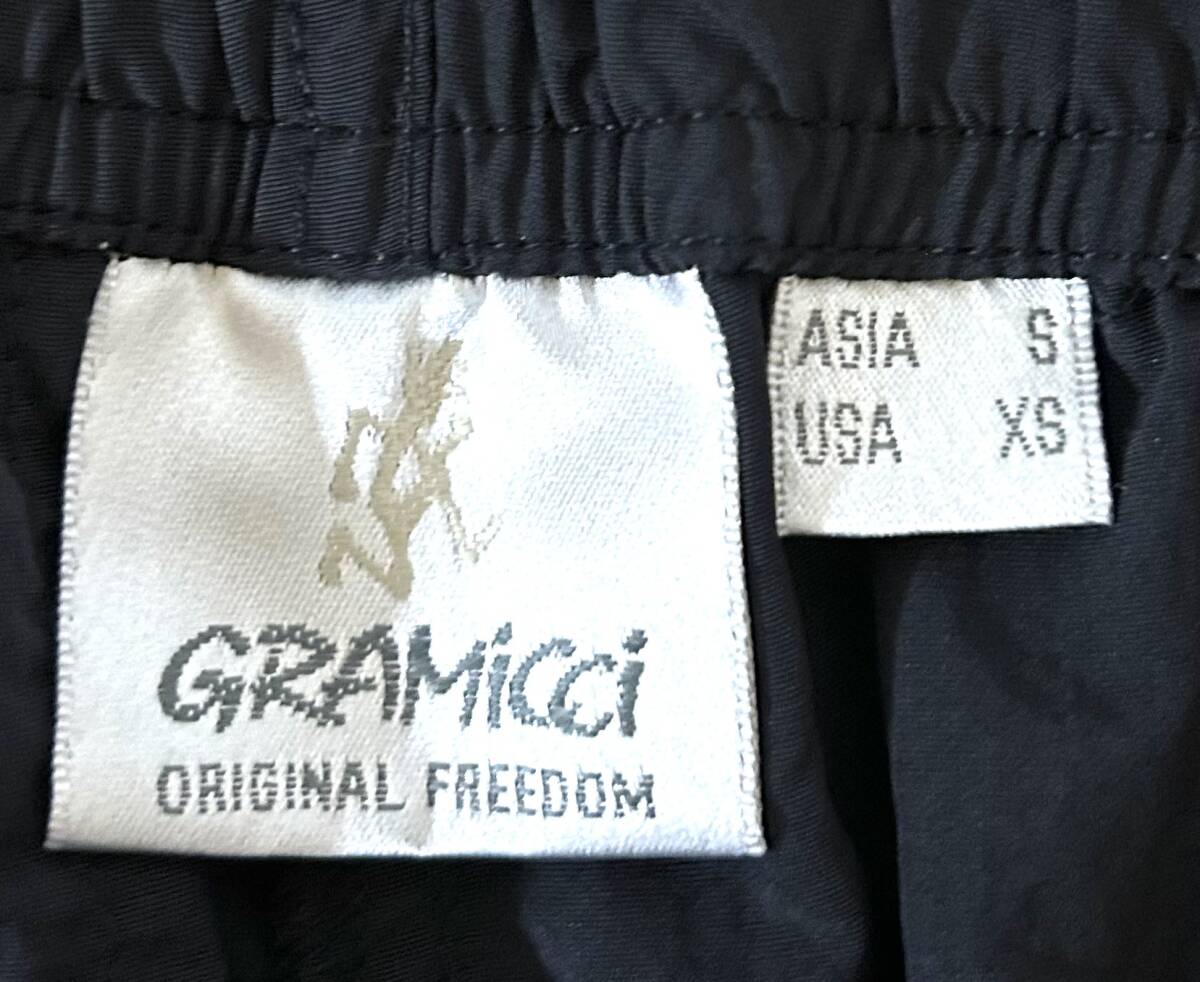 GRAMiCCi
ORIGINAL FREEDOM
ASIA S
USA XS